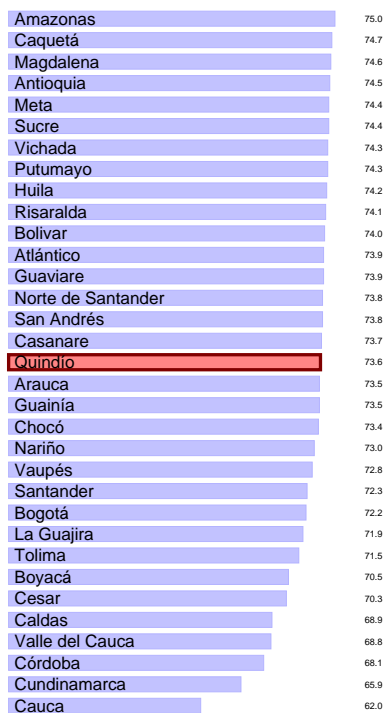 Amazonas 75.0
Caquetá 74.7
Magdalena 74.6
Antioquia 74.5
Meta 74.4
Sucre 74.4
Vichada 74.3
Putumayo 74.3
Huila 74.2
Risaralda 74.1
Bolivar 74.0
Atlántico 73.9
Guaviare 73.9
Norte de Santander 73.8
San Andrés 73.8
Casanare 73.7
Quindío 73.6
Arauca 73.5
Guainía 73.5
Chocó 73.4
Nariño 73.0
Vaupés 72.8
Santander 72.3
Bogotá 72.2
La Guajira 71.9
Tolima 71.5
Boyacá 70.5
Cesar 70.3
Caldas 68.9
Valle del Cauca 68.8
Córdoba 68.1
Cundinamarca 65.9
Cauca 62.0